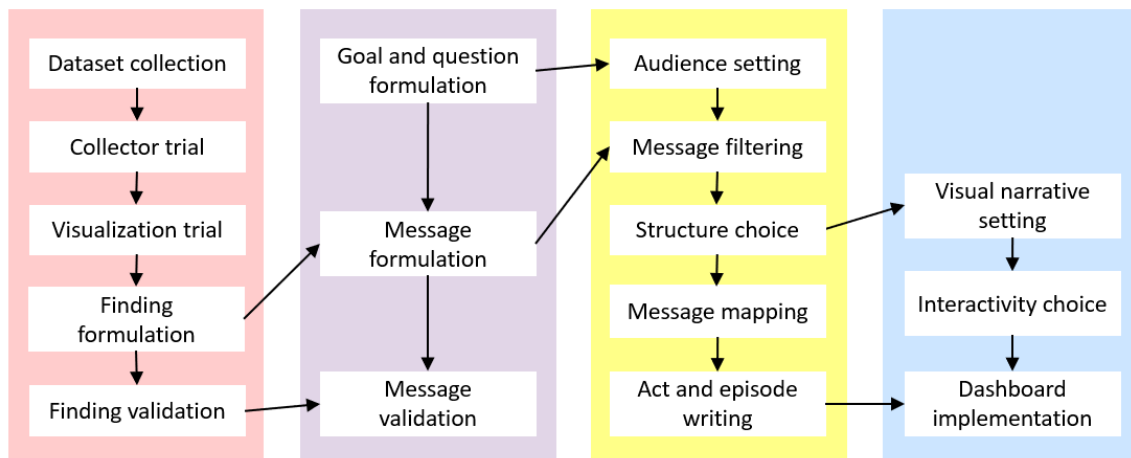 Dataset collection
Collector trial
Visualization trial
Finding
formulation
Finding validation
Goal and question
formulation
Message
formulation
Message
validation
Audience setting
Message filtering
Structure choice
Message mapping
Act and episode
writing
Visual narrative
setting
Interactivity choice
Dashboard
implementation